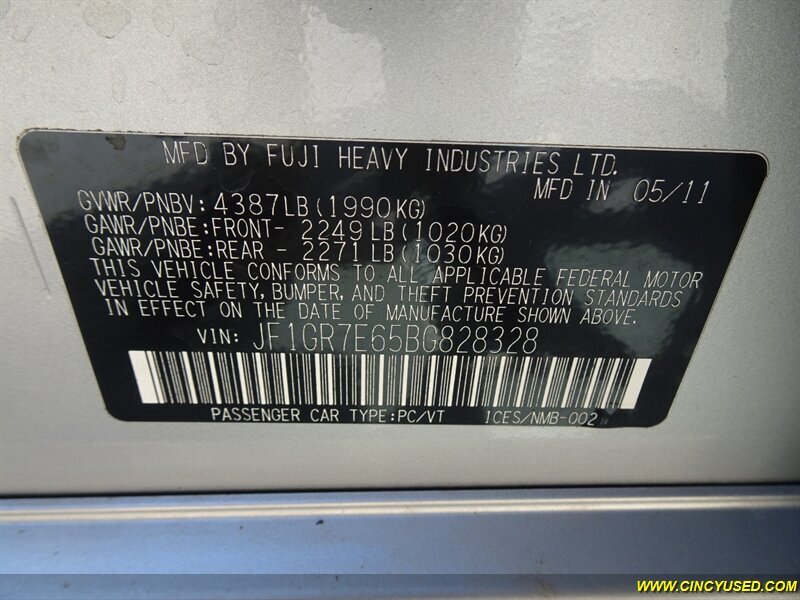 MFD BY FUJI HEAVY INDUSTRIES LTD.
MFD IN 05/11
GVWR/PNBV: 4387LB(1990KG)
GAWR/PNBE:FRONT- 2249LB(1020KG)
GAWR/PNBE:REAR - 2271LB(1030KG)
THIS VEHICLE CONFORMS TO ALL APPLICABLE FEDERAL MOTOR
VEHICLE SAFETY, BUMPER, AND THEFT PREVENTION STANDARDS
IN EFFECT ON THE DATE OF MANUFACTURE SHOWN ABOVE.
VIN: JF1GR7E65BG828328
PASSENGER CAR TYPE:PC/VT ICES/NMB-002
WWW.CINCYUSED.COM